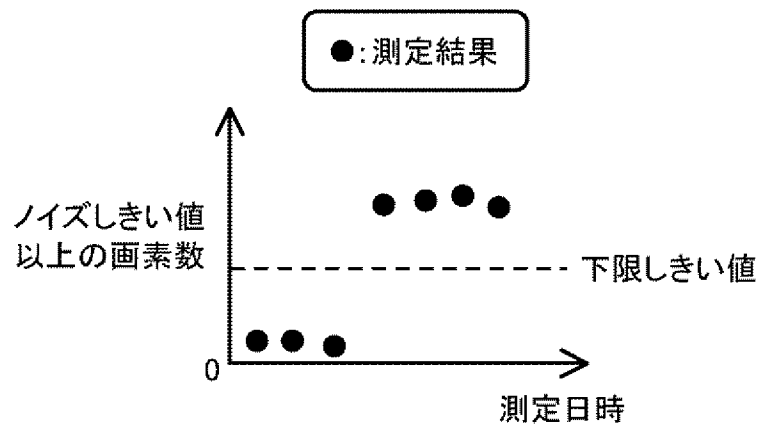 ●:測定結果
ノイズしきい値
以上の画素数
下限しきい値
0
測定日時